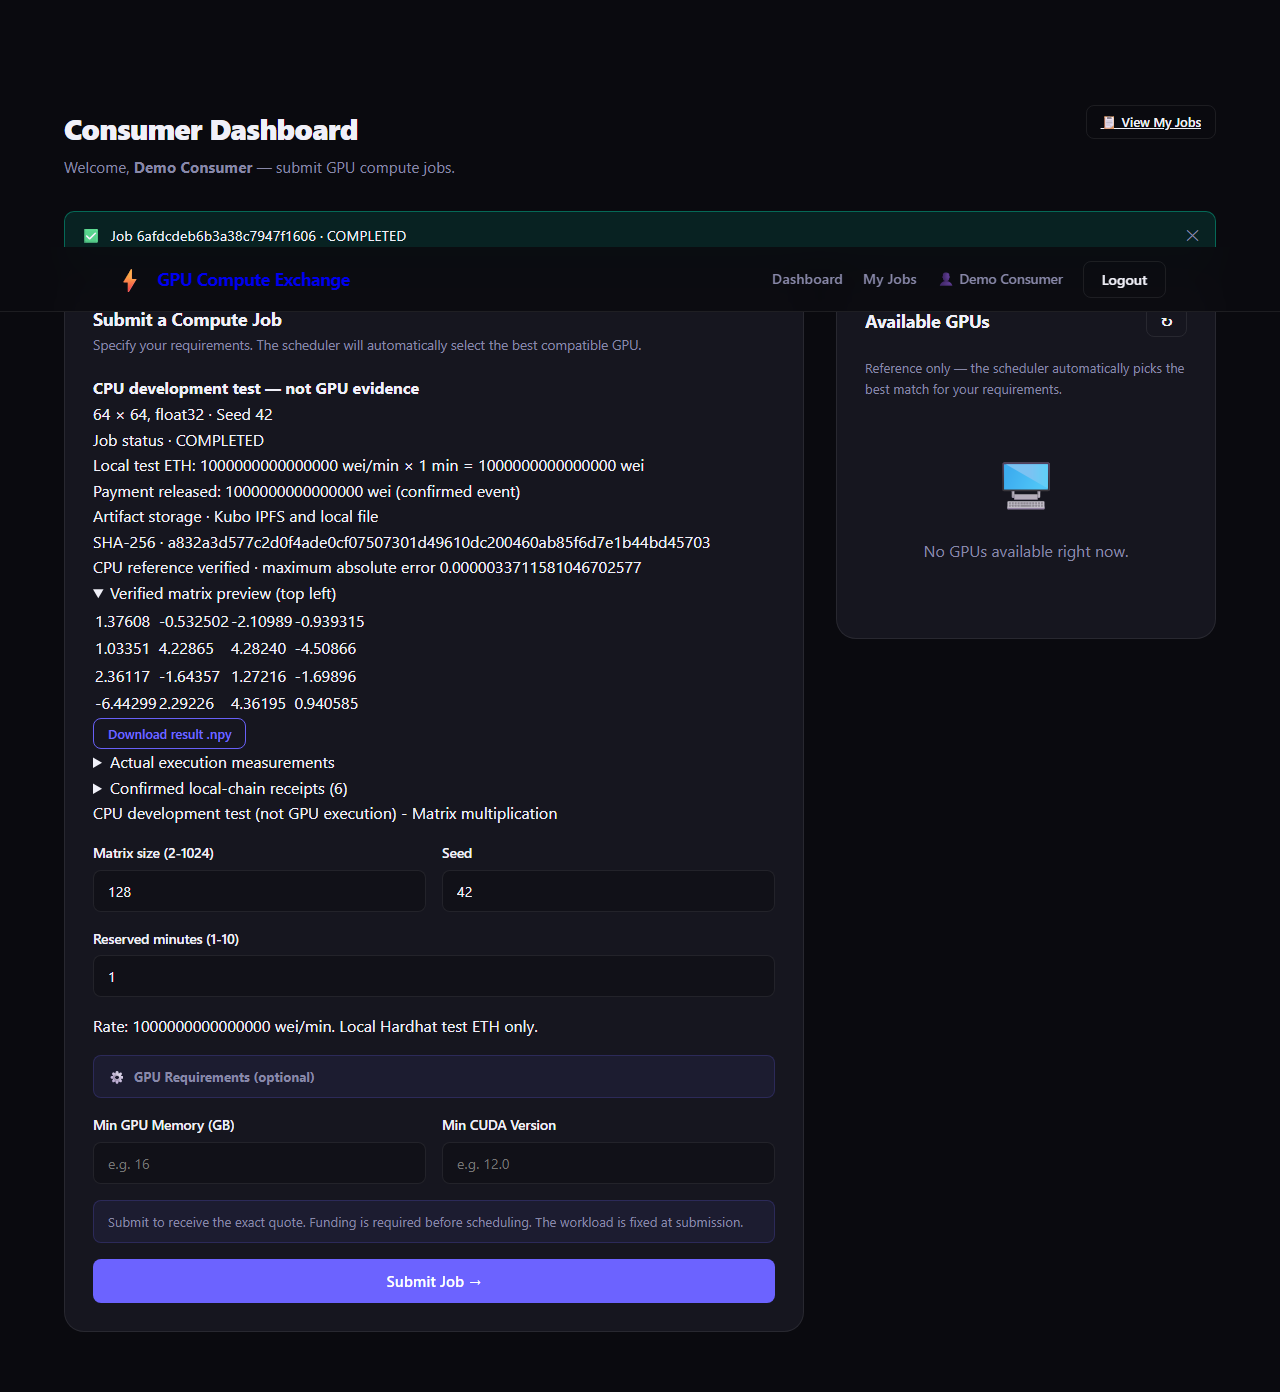 Consumer Dashboard
View My Jobs
Welcome, Demo Consumer — submit GPU compute jobs.
Job 6afdcdeb6b3a38c7947f1606 · COMPLETED
GPU Compute Exchange
Dashboard
My Jobs
Demo Consumer
Logout
Submit a Compute Job
Specify your requirements. The scheduler will automatically select the best compatible GPU.
CPU development test — not GPU evidence
64 × 64, float32 · Seed 42
Job status · COMPLETED
Local test ETH: 1000000000000000 wei/min × 1 min = 1000000000000000 wei
Payment released: 1000000000000000 wei (confirmed event)
Artifact storage · Kubo IPFS and local file
SHA-256 · a832a3d577c2d0f4ade0cf07507301d49610dc200460ab85f6d7e1b44bd45703
CPU reference verified · maximum absolute error 0.0000033711581046702577
▼ Verified matrix preview (top left)
1.37608 -0.532502 -2.10989 -0.939315
1.03351 4.22865 4.28240 -4.50866
2.36117 -1.64357 1.27216 -1.69896
-6.44299 2.29226 4.36195 0.940585
Download result .npy
▶ Actual execution measurements
▶ Confirmed local-chain receipts (6)
CPU development test (not GPU execution) - Matrix multiplication
Matrix size (2-1024)
Seed
128
42
Reserved minutes (1-10)
1
Rate: 1000000000000000 wei/min. Local Hardhat test ETH only.
GPU Requirements (optional)
Min GPU Memory (GB)
Min CUDA Version
e.g. 16
e.g. 12.0
Submit to receive the exact quote. Funding is required before scheduling. The workload is fixed at submission.
Submit Job →
Available GPUs
↻
Reference only — the scheduler automatically picks the
best match for your requirements.
No GPUs available right now.